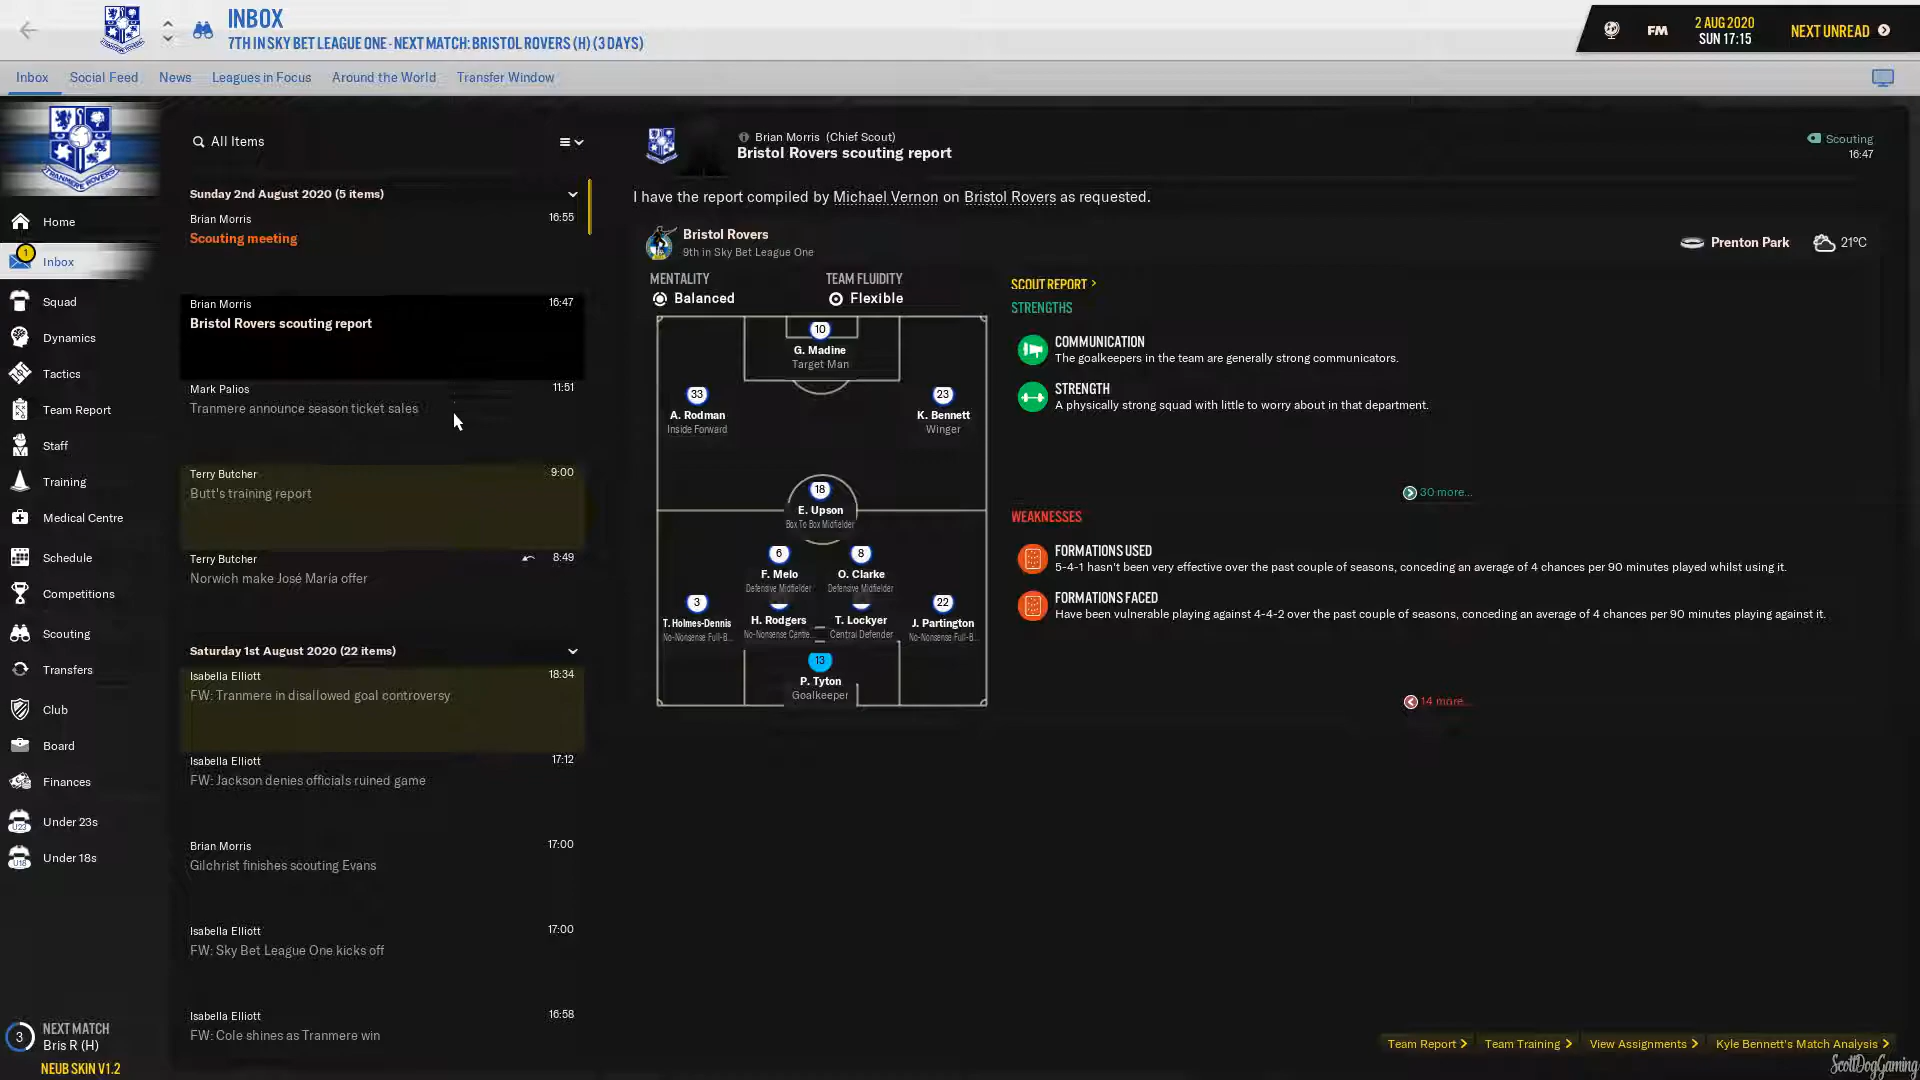 INBOX
7TH IN SKY BET LEAGUE ONE - NEXT MATCH: BRISTOL ROVERS (H) (3 DAYS)
FM
2 AUG 2020
SUN 17:15
NEXT UNREAD
Inbox
Social Feed
News
Leagues in Focus
Around the World
Transfer Window
TRANMERE ROVERS
Home
1
Inbox
Squad
Dynamics
Tactics
Team Report
Staff
Training
Medical Centre
Schedule
Competitions
Scouting
Transfers
Club
Board
Finances
U23
Under 23s
U18
Under 18s
3
NEXT MATCH
Bris R (H)
NEUB SKIN V1.2
All Items
Sunday 2nd August 2020 (5 items)
Brian Morris 16:55
Scouting meeting
Brian Morris 16:47
Bristol Rovers scouting report
Mark Palios 11:51
Tranmere announce season ticket sales
Terry Butcher 9:00
Butt's training report
Terry Butcher 8:49
Norwich make José María offer
Saturday 1st August 2020 (22 items)
Isabella Elliott 18:34
FW: Tranmere in disallowed goal controversy
Isabella Elliott 17:12
FW: Jackson denies officials ruined game
Brian Morris 17:00
Gilchrist finishes scouting Evans
Isabella Elliott 17:00
FW: Sky Bet League One kicks off
Isabella Elliott 16:58
FW: Cole shines as Tranmere win
Brian Morris (Chief Scout)
Bristol Rovers scouting report
Scouting
16:47
I have the report compiled by Michael Vernon on Bristol Rovers as requested.
Bristol Rovers
9th in Sky Bet League One
Prenton Park
21ºC
MENTALITY
Balanced
TEAM FLUIDITY
Flexible
10
G. Madine
Target Man
33
A. Rodman
Inside Forward
23
K. Bennett
Winger
18
E. Upson
Box To Box Midfielder
6
F. Melo
Defensive Midfielder
8
O. Clarke
Defensive Midfielder
3
T. Holmes-Dennis
No-Nonsense Full-B...
H. Rodgers
No-Nonsense Centre...
T. Lockyer
Central Defender
22
J. Partington
No-Nonsense Full-B...
13
P. Tyton
Goalkeeper
SCOUT REPORT
STRENGTHS
COMMUNICATION
The goalkeepers in the team are generally strong communicators.
STRENGTH
A physically strong squad with little to worry about in that department.
30 more...
WEAKNESSES
FORMATIONS USED
5-4-1 hasn't been very effective over the past couple of seasons, conceding an average of 4 chances per 90 minutes played whilst using it.
FORMATIONS FACED
Have been vulnerable playing against 4-4-2 over the past couple of seasons, conceding an average of 4 chances per 90 minutes playing against it.
14 more...
Team Report
Team Training
View Assignments
Kyle Bennett's Match Analysis
ScottDogGaming